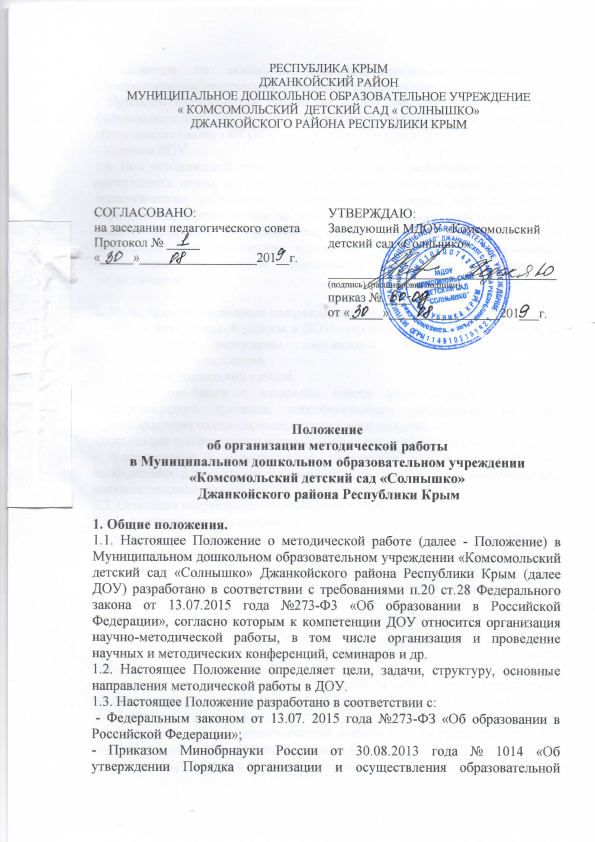 РЕСПУБЛИКА КРЫМ
ДЖАНКОЙСКИЙ РАЙОН
МУНИЦИПАЛЬНОЕ ДОШКОЛЬНОЕ ОБРАЗОВАТЕЛЬНОЕ УЧРЕЖДЕНИЕ
« КОМСОМОЛЬСКИЙ ДЕТСКИЙ САД « СОЛНЫШКО»
ДЖАНКОЙСКОГО РАЙОНА РЕСПУБЛИКИ КРЫМ
СОГЛАСОВАНО:
на заседании педагогического совета
Протокол № 1
« 30 » 08 2019 г.
УТВЕРЖДАЮ:
Заведующий МДОУ «Комсомольский
детский сад «Солнышко»
(подпись) (расшифровка подписи)
приказ №
от « 30 » 08 2019 г.
МДОУ
КОМСОМОЛЬСКИЙ
ДЕТСКИЙ САД
"СОЛНЫШКО"
Положение
об организации методической работы
в Муниципальном дошкольном образовательном учреждении
«Комсомольский детский сад «Солнышко»
Джанкойского района Республики Крым
1. Общие положения.
1.1. Настоящее Положение о методической работе (далее - Положение) в
Муниципальном дошкольном образовательном учреждении «Комсомольский
детский сад «Солнышко» Джанкойского района Республики Крым (далее
ДОУ) разработано в соответствии с требованиями п.20 ст.28 Федерального
закона от 13.07.2015 года №273-ФЗ «Об образовании в Российской
Федерации», согласно которым к компетенции ДОУ относится организация
научно-методической работы, в том числе организация и проведение
научных и методических конференций, семинаров и др.
1.2. Настоящее Положение определяет цели, задачи, структуру, основные
направления методической работы в ДОУ.
1.3. Настоящее Положение разработано в соответствии с:
- Федеральным законом от 13.07. 2015 года №273-ФЗ «Об образовании в
Российской Федерации»;
- Приказом Минобрнауки России от 30.08.2013 года № 1014 «Об
утверждении Порядка организации и осуществления образовательной